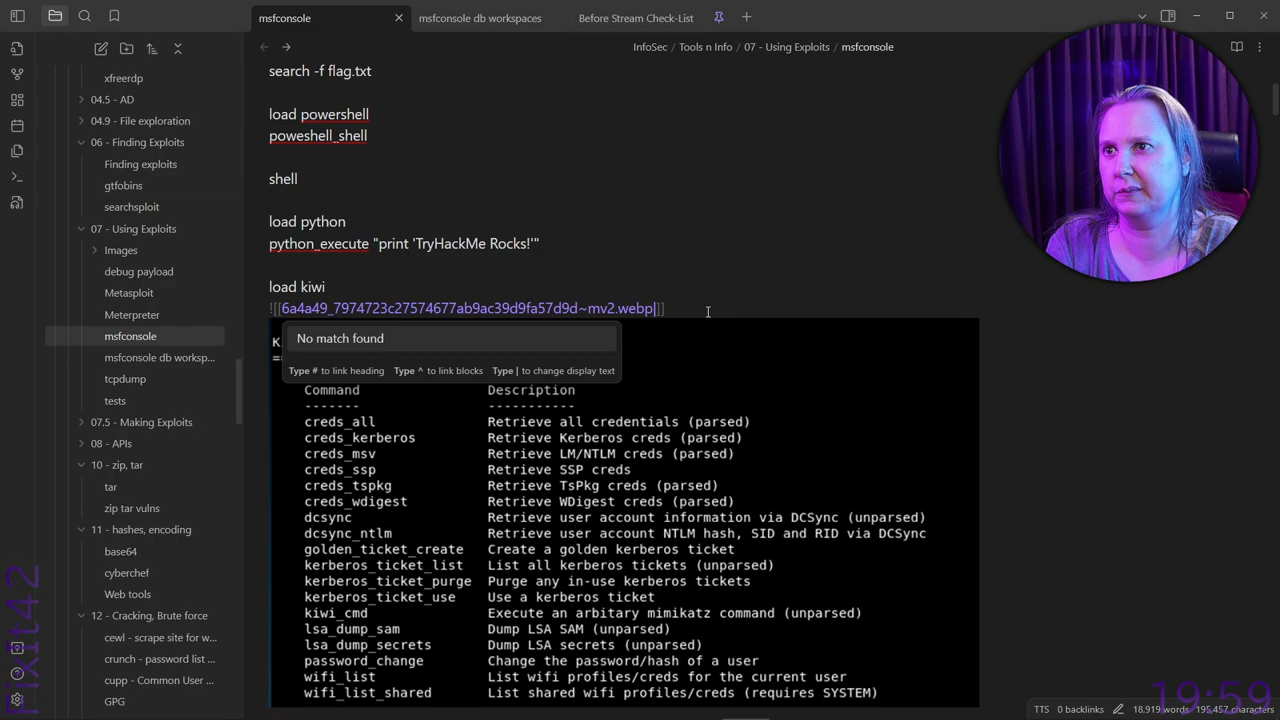 msfconsole
msfconsole db workspaces
Before Stream Check-List
InfoSec / Tools n Info / 07 - Using Exploits / msfconsole
xfreerdp
04.5 - AD
04.9 - File exploration
06 - Finding Exploits
Finding exploits
gtfobins
searchsploit
07 - Using Exploits
Images
debug payload
Metasploit
Meterpreter
msfconsole
msfconsole db worksp...
tcpdump
tests
07.5 - Making Exploits
08 - APIs
10 - zip, tar
tar
zip tar vulns
11 - hashes, encoding
base64
cyberchef
Web tools
12 - Cracking, Brute force
cewl - scrape site for w...
crunch - password list ...
cupp - Common User ...
GPG
search -f flag.txt
load powershell
poweshell_shell
shell
load python
python_execute "print 'TryHackMe Rocks!'"
load kiwi
![[6a4a49_7974723c27574677ab9ac39d9fa57d9d~mv2.webp|]]
No match found
Type # to link heading Type ^ to link blocks Type | to change display text
Command Description
------- -----------
creds_all Retrieve all credentials (parsed)
creds_kerberos Retrieve Kerberos creds (parsed)
creds_msv Retrieve LM/NTLM creds (parsed)
creds_ssp Retrieve SSP creds
creds_tspkg Retrieve TsPkg creds (parsed)
creds_wdigest Retrieve WDigest creds (parsed)
dcsync Retrieve user account information via DCSync (unparsed)
dcsync_ntlm Retrieve user account NTLM hash, SID and RID via DCSync
golden_ticket_create Create a golden kerberos ticket
kerberos_ticket_list List all kerberos tickets (unparsed)
kerberos_ticket_purge Purge any in-use kerberos tickets
kerberos_ticket_use Use a kerberos ticket
kiwi_cmd Execute an arbitary mimikatz command (unparsed)
lsa_dump_sam Dump LSA SAM (unparsed)
lsa_dump_secrets Dump LSA secrets (unparsed)
password_change Change the password/hash of a user
wifi_list List wifi profiles/creds for the current user
wifi_list_shared List shared wifi profiles/creds (requires SYSTEM)
19:59
TTS 0 backlinks 18,919 words 195,457 characters